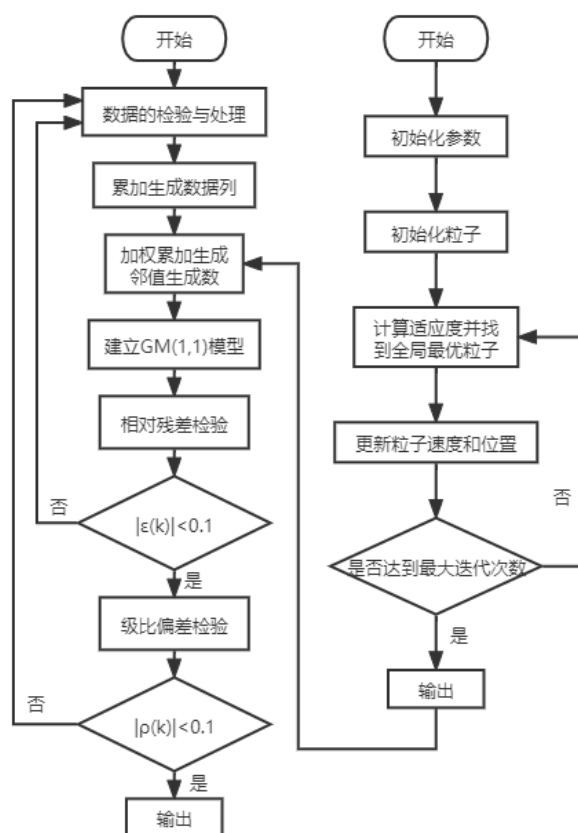 开始
数据的检验与处理
累加生成数据列
加权累加生成
邻值生成数
建立GM(1,1)模型
相对残差检验
否
|ε(k)|<0.1
是
级比偏差检验
否
|ρ(k)|<0.1
是
输出
开始
初始化参数
初始化粒子
计算适应度并找
到全局最优粒子
更新粒子速度和位置
否
是否达到最大迭代次数
是
输出